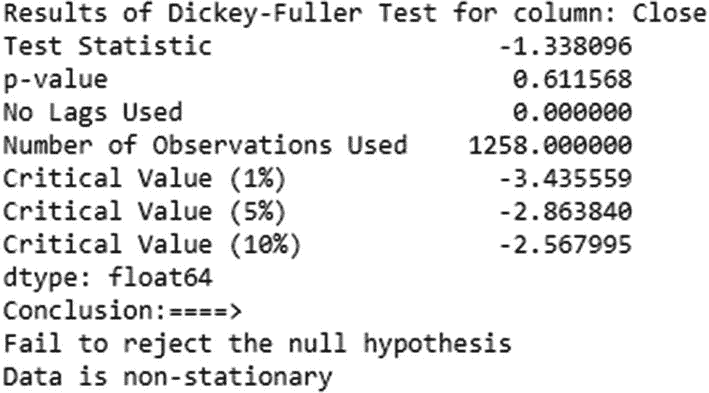 Results of Dickey-Fuller Test for column: Close
Test Statistic -1.338096
p-value 0.611568
No Lags Used 0.000000
Number of Observations Used 1258.000000
Critical Value (1%) -3.435559
Critical Value (5%) -2.863840
Critical Value (10%) -2.567995
dtype: float64
Conclusion:====>
Fail to reject the null hypothesis
Data is non-stationary